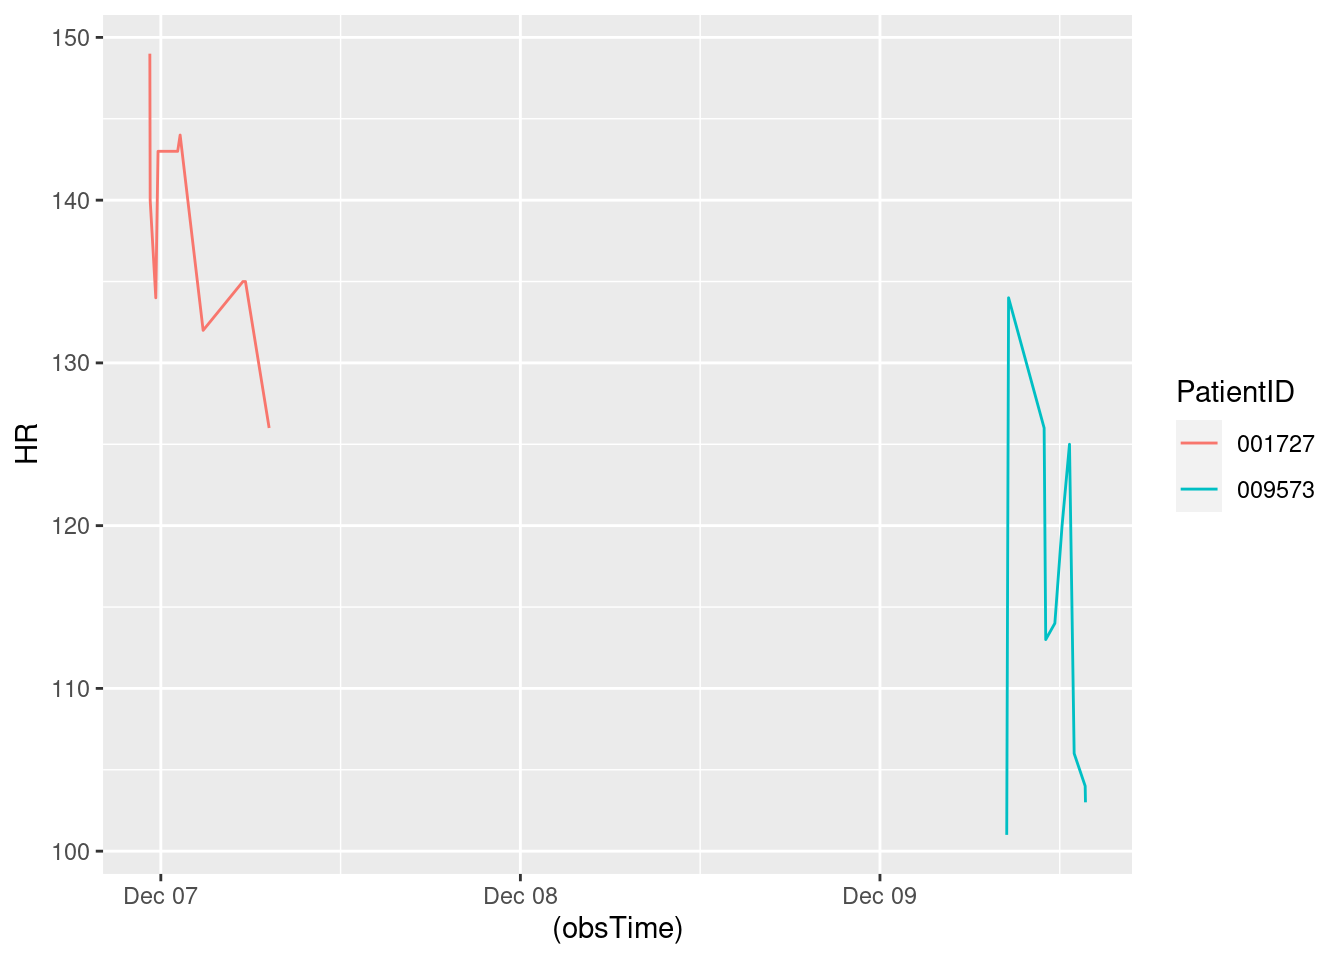 150
140
130
120
110
100
HR
Dec 07
Dec 08
Dec 09
(obsTime)
PatientID
001727
009573